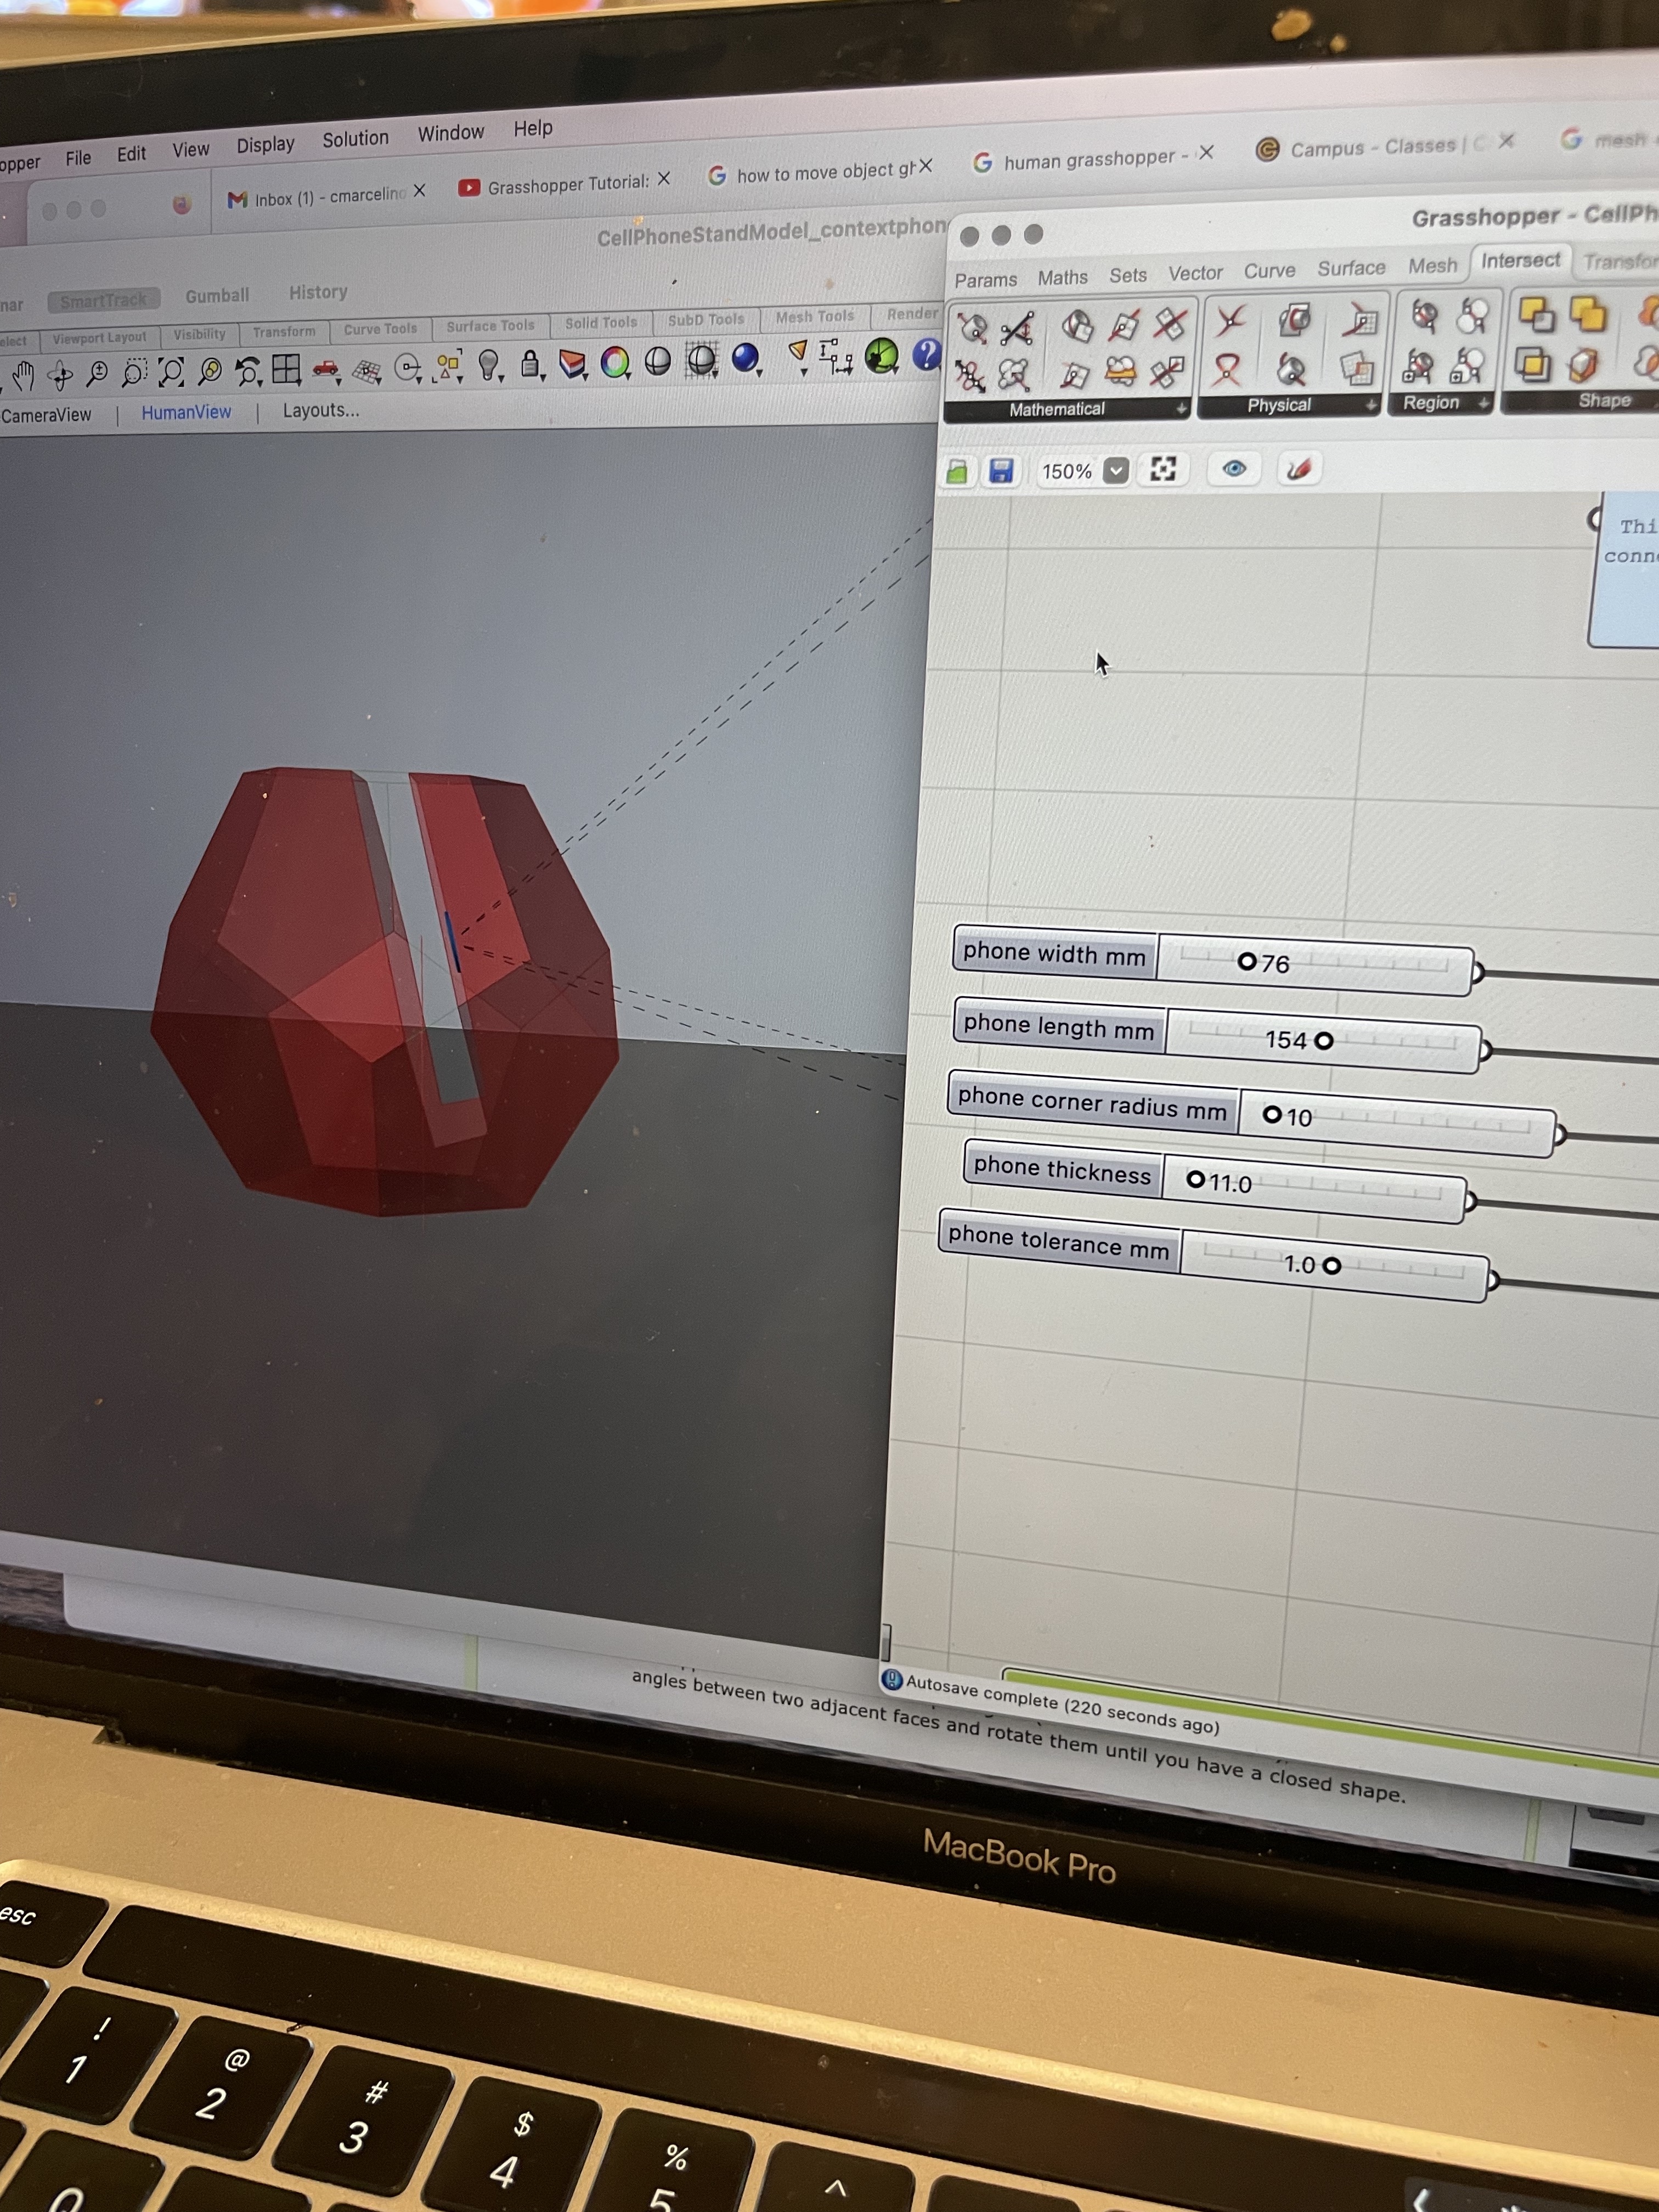 opper File Edit View Display Solution Window Help
Inbox (1) - cmarcelino
Grasshopper Tutorial:
how to move object gh
human grasshopper -
Campus - Classes | C
mesh
CellPhoneStandModel_contextphon
Grasshopper - CellPh
nar SmartTrack Gumball History
elect Viewport Layout Visibility Transform Curve Tools Surface Tools Solid Tools SubD Tools Mesh Tools Render
CameraView | HumanView | Layouts...
Params Maths Sets Vector Curve Surface Mesh Intersect Transfor
Mathematical Physical Region Shape
150%
Thi
conne
phone width mm 76
phone length mm 154
phone corner radius mm 10
phone thickness 11.0
phone tolerance mm 1.0
Autosave complete (220 seconds ago)
angles between two adjacent faces and rotate them until you have a closed shape.
MacBook Pro
esc
! 1
@ 2
# 3
$ 4
% 5
^